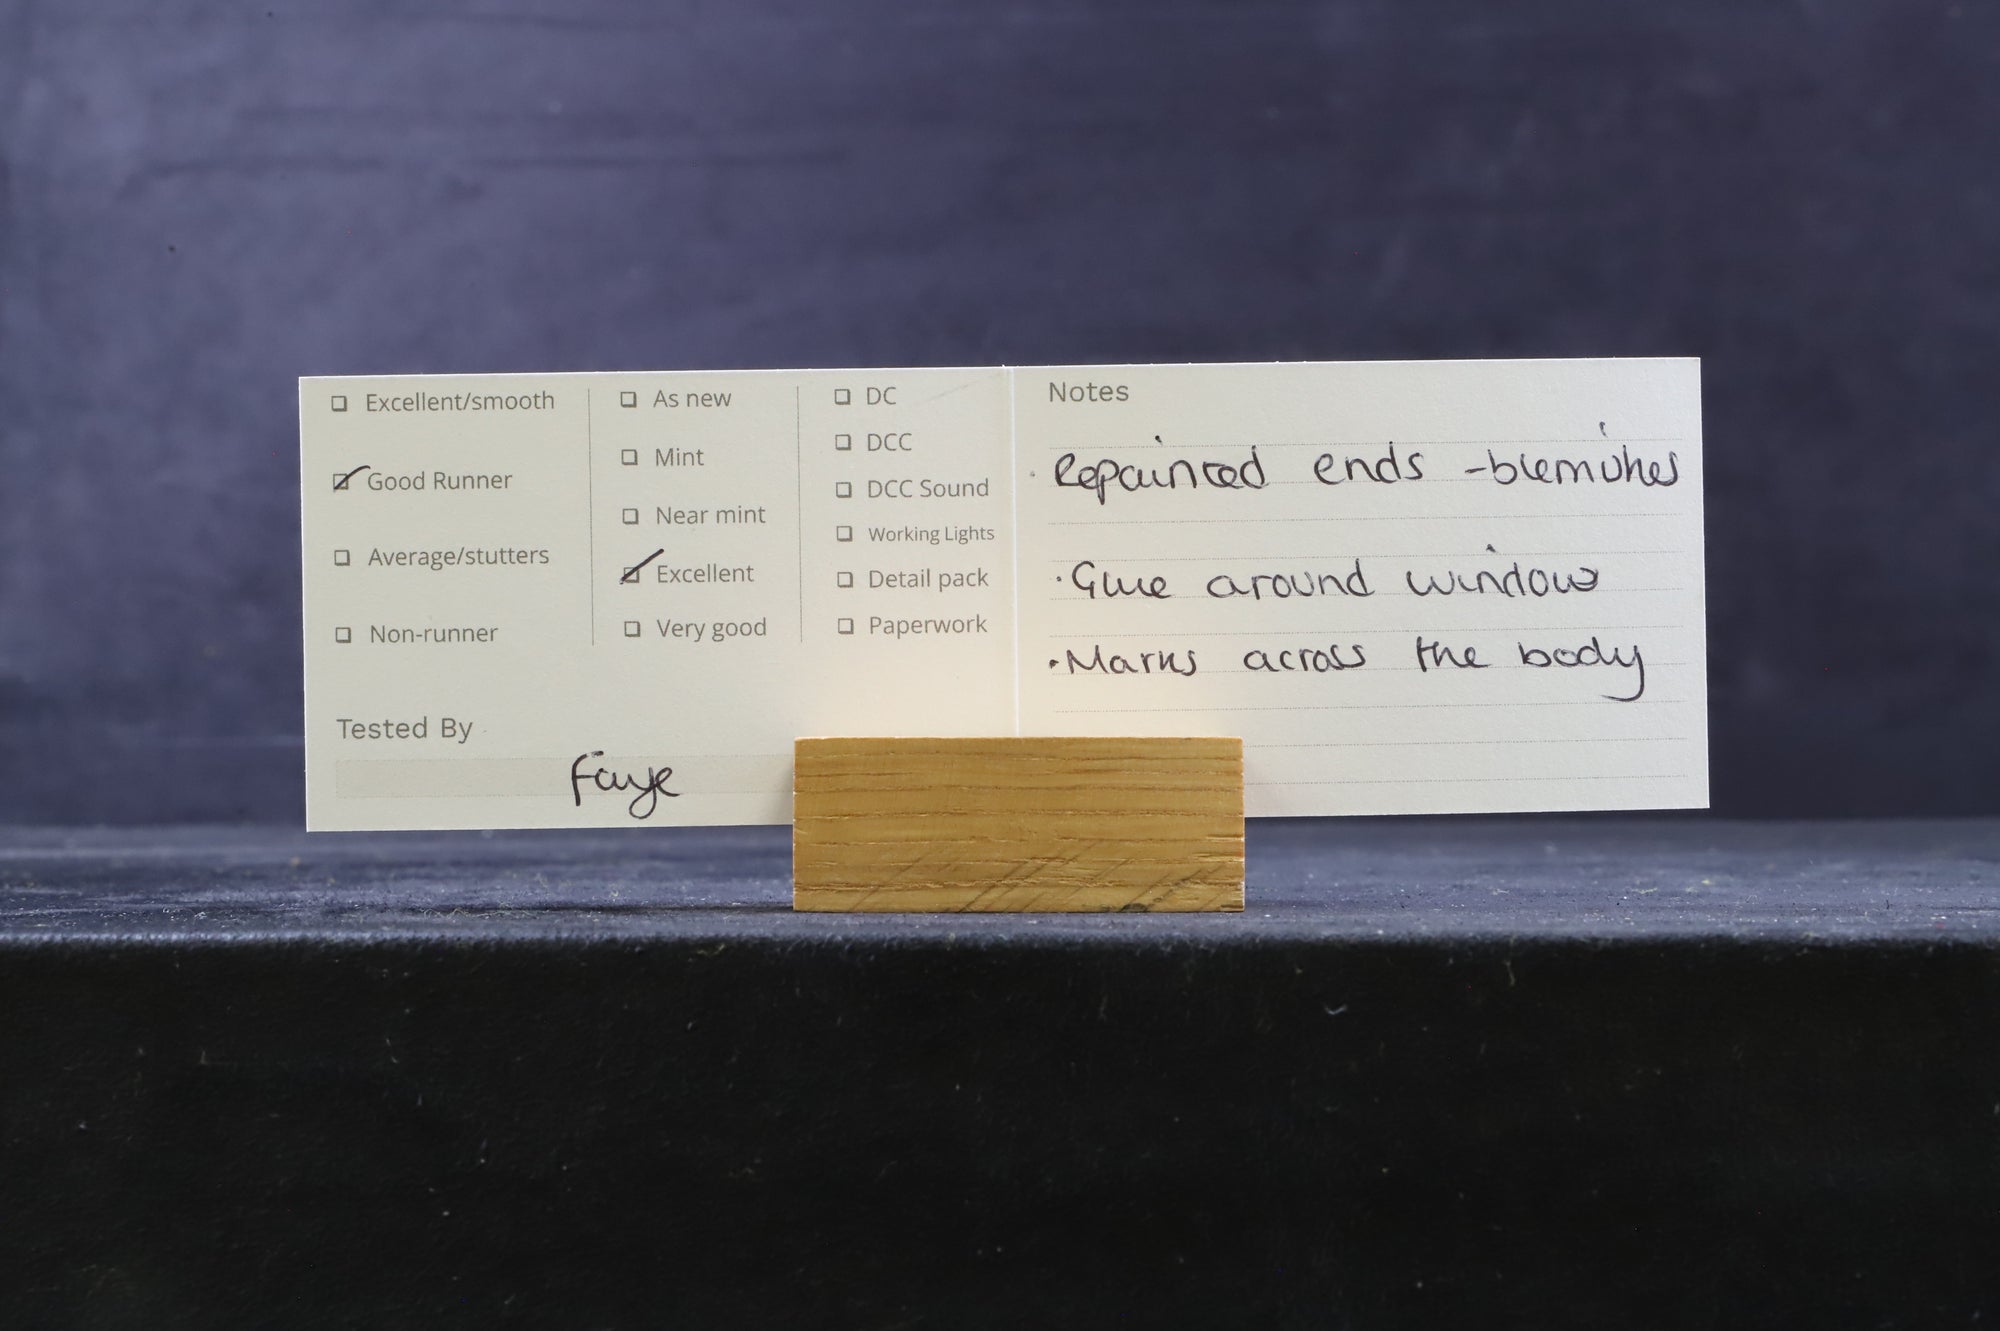 ☐ Excellent/smooth
☑ Good Runner
☐ Average/stutters
☐ Non-runner
☐ As new
☐ Mint
☐ Near mint
☑ Excellent
☐ Very good
☐ DC
☐ DCC
☐ DCC Sound
☐ Working Lights
☐ Detail pack
☐ Paperwork
Tested By
Faye
Notes
· Repainted ends - blemishes
· Glue around window
· Marks across the body